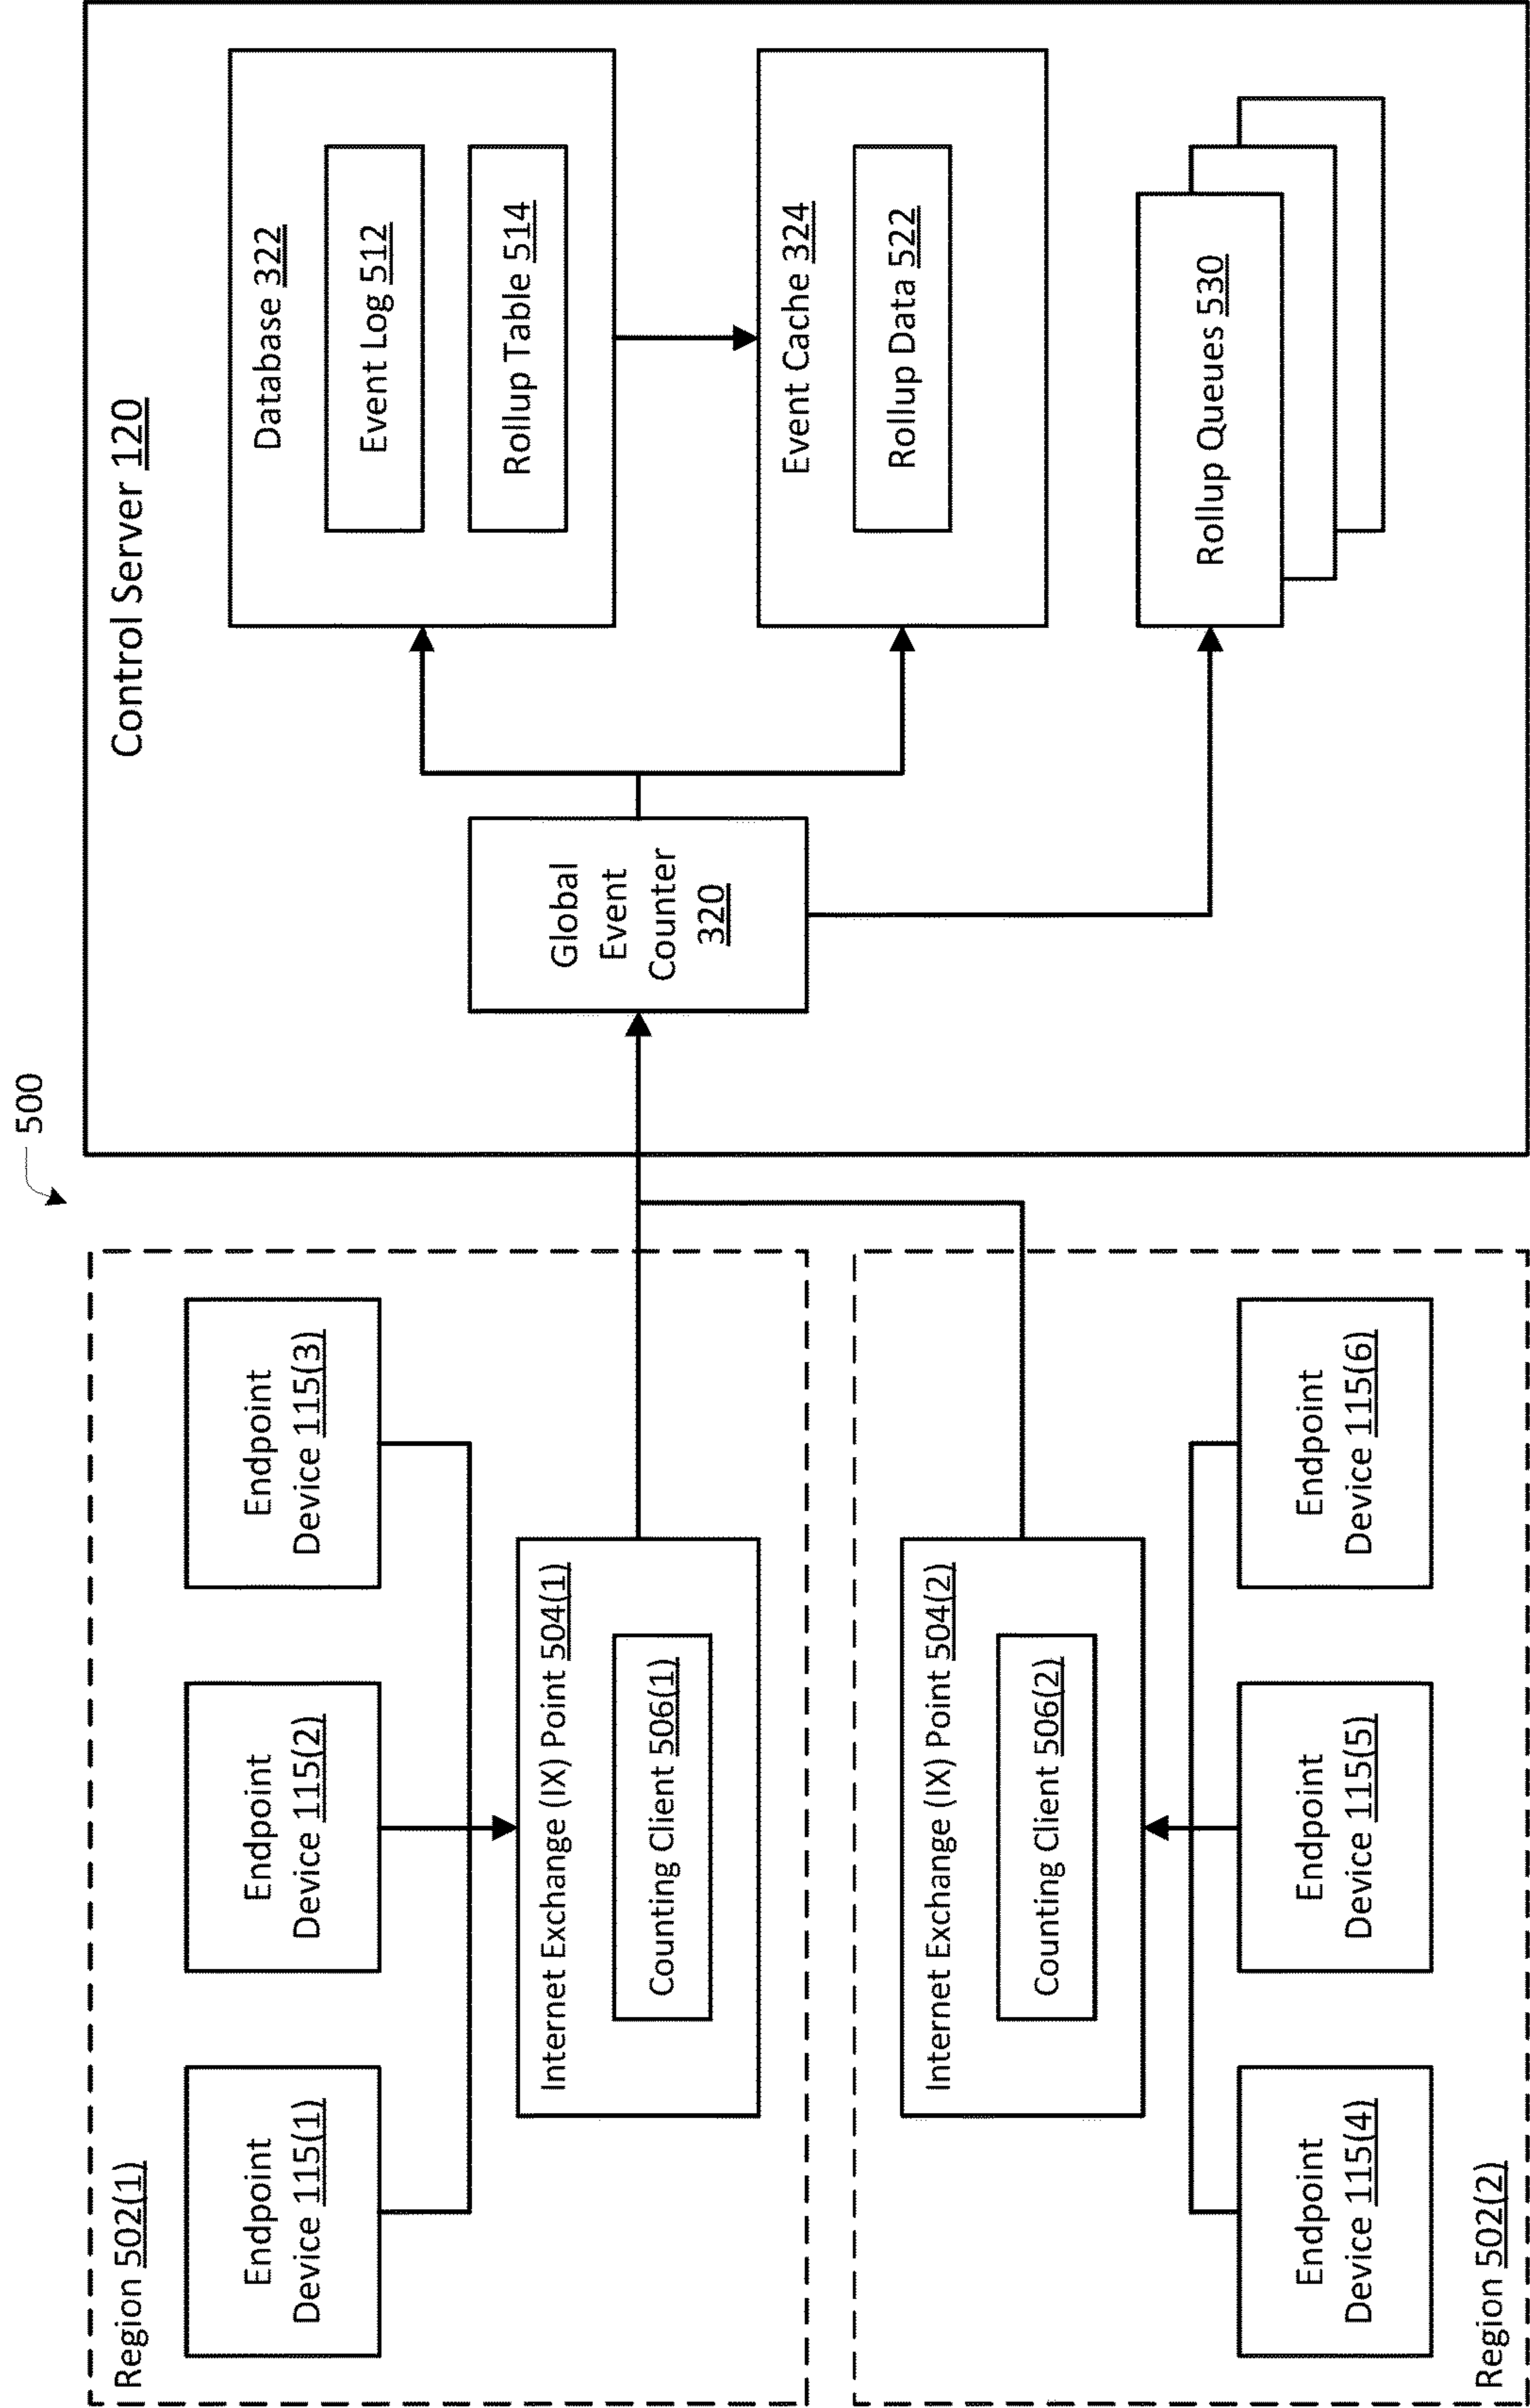 500
Region 502(1)
Endpoint
Device 115(1)
Endpoint
Device 115(2)
Endpoint
Device 115(3)
Internet Exchange (IX) Point 504(1)
Counting Client 506(1)
Internet Exchange (IX) Point 504(2)
Counting Client 506(2)
Endpoint
Device 115(4)
Endpoint
Device 115(5)
Endpoint
Device 115(6)
Region 502(2)
Control Server 120
Global
Event
Counter
320
Database 322
Event Log 512
Rollup Table 514
Event Cache 324
Rollup Data 522
Rollup Queues 530